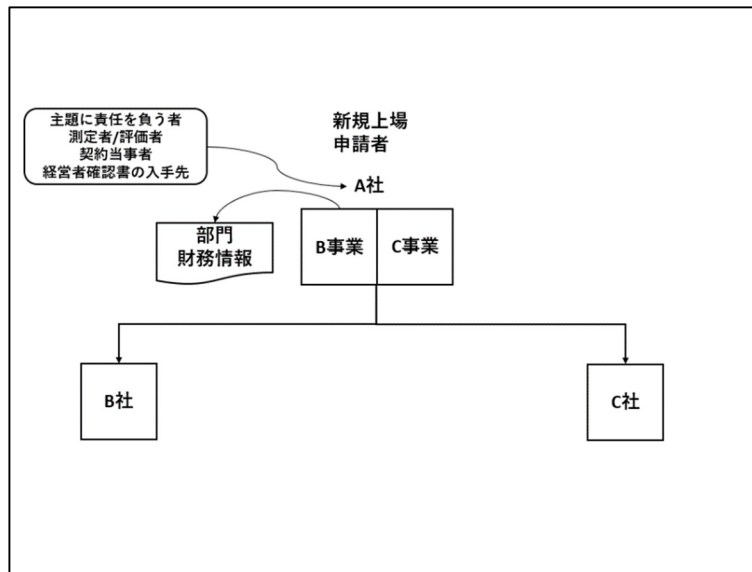 主題に責任を負う者
測定者/評価者
契約当事者
経営者確認書の入手先
新規上場
申請者
A社
部門
財務情報
B事業
C事業
B社
C社